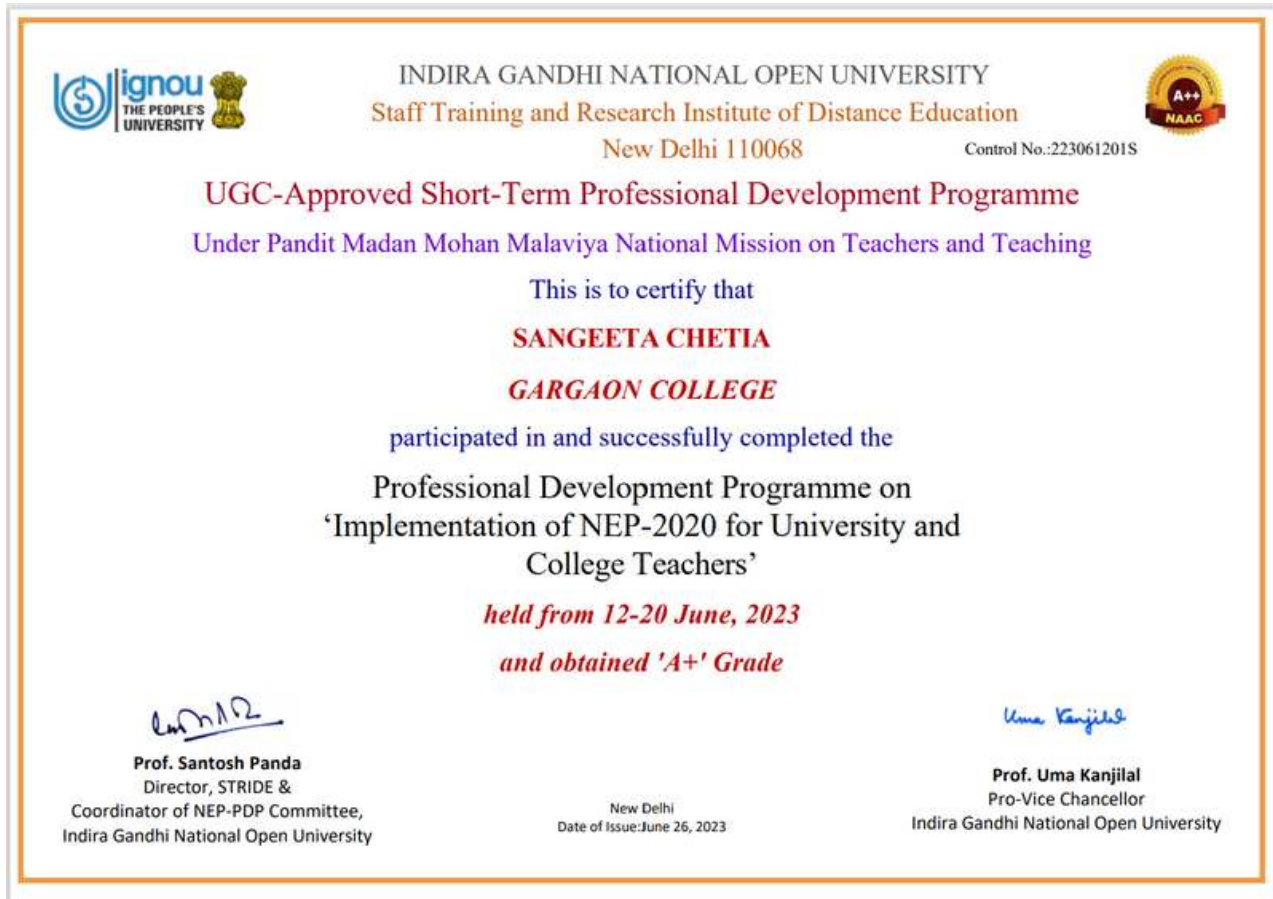 ignou
THE PEOPLE'S
UNIVERSITY
INDIRA GANDHI NATIONAL OPEN UNIVERSITY
Staff Training and Research Institute of Distance Education
New Delhi 110068
Control No.:223061201S
A++
NAAC
UGC-Approved Short-Term Professional Development Programme
Under Pandit Madan Mohan Malaviya National Mission on Teachers and Teaching
This is to certify that
SANGEETA CHETIA
GARGAON COLLEGE
participated in and successfully completed the
Professional Development Programme on
‘Implementation of NEP-2020 for University and
College Teachers’
held from 12-20 June, 2023
and obtained 'A+' Grade
Prof. Santosh Panda
Director, STRIDE &
Coordinator of NEP-PDP Committee,
Indira Gandhi National Open University
New Delhi
Date of Issue:June 26, 2023
Uma Kanjilal
Prof. Uma Kanjilal
Pro-Vice Chancellor
Indira Gandhi National Open University